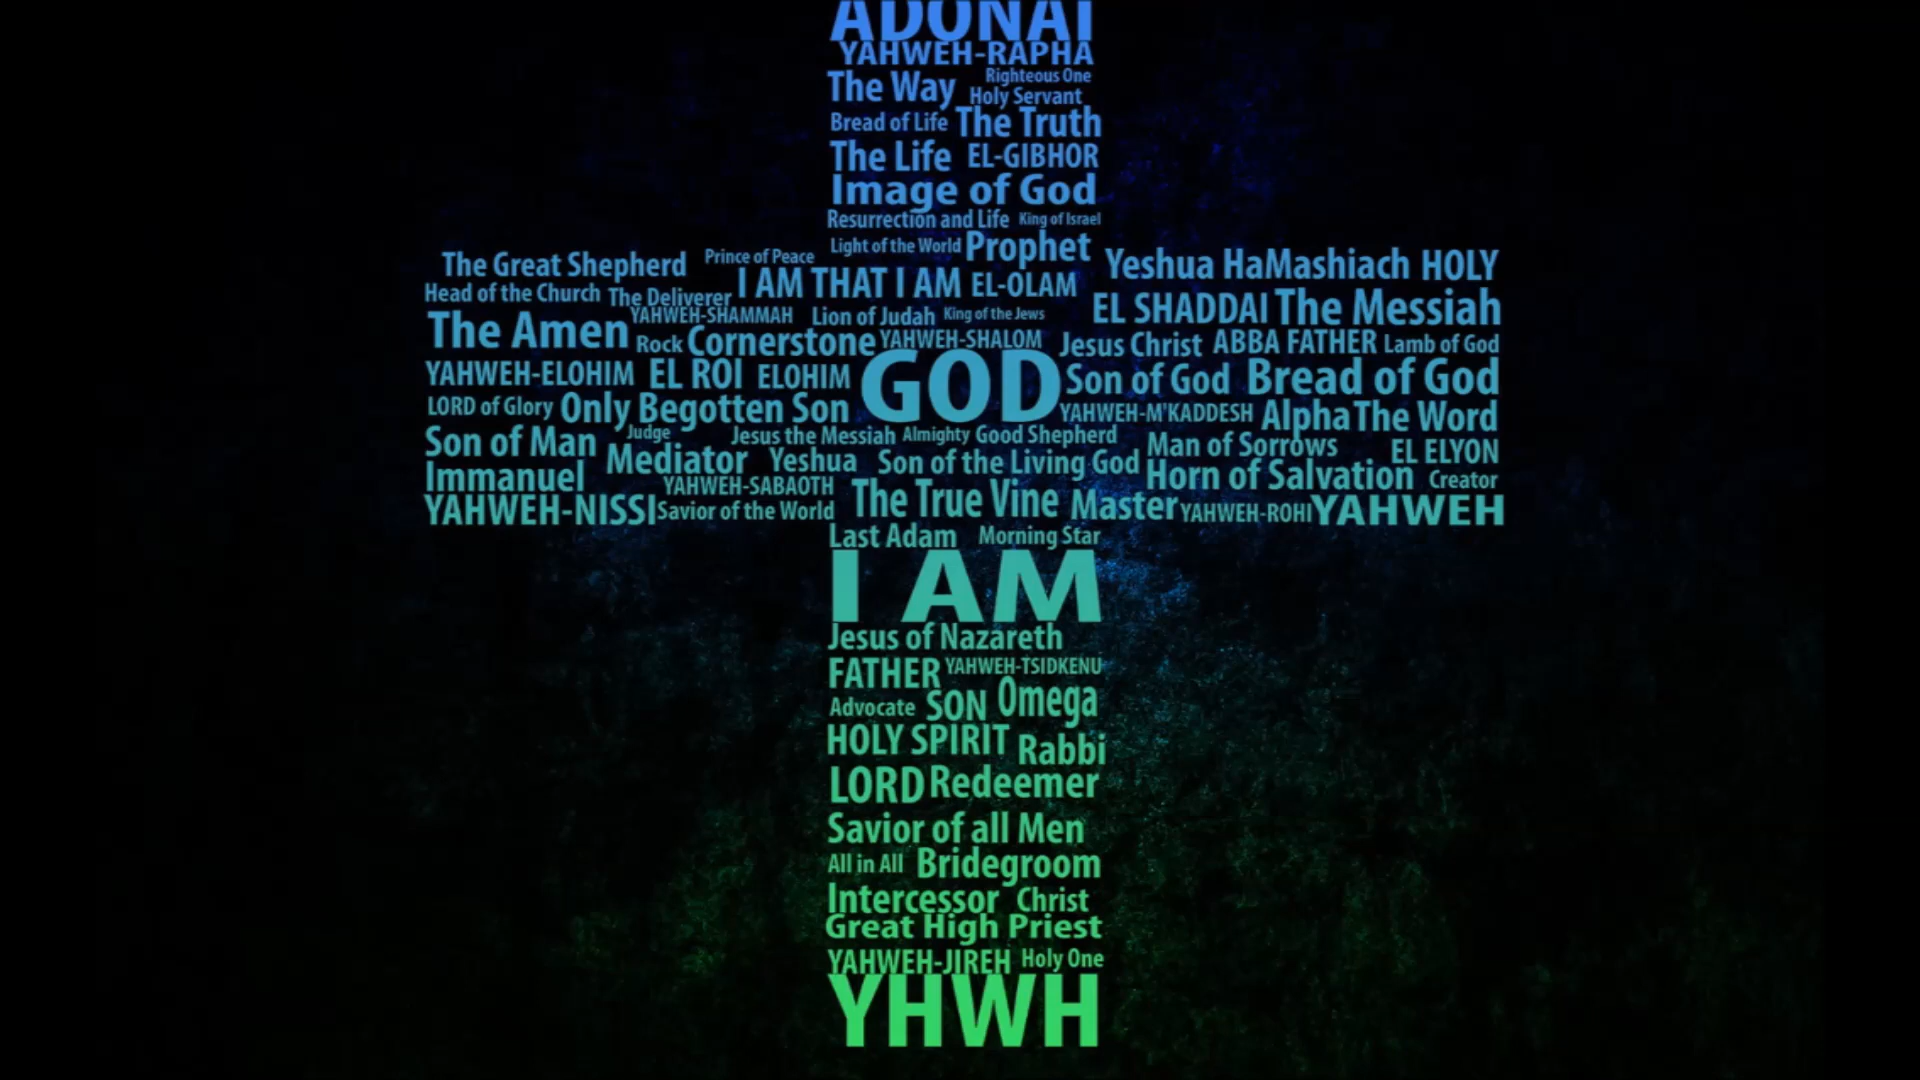 ADONAI
YAHWEH-RAPHA
The Way Righteous One
Holy Servant
Bread of Life The Truth
The Life EL-GIBHOR
Image of God
Resurrection and Life King of Israel
Light of the World Prophet
The Great Shepherd Prince of Peace Yeshua HaMashiach HOLY
Head of the Church The Deliverer I AM THAT I AM EL-OLAM EL SHADDAI The Messiah
YAHWEH-SHAMMAH Lion of Judah King of the Jews
The Amen Rock Cornerstone YAHWEH-SHALOM Jesus Christ ABBA FATHER Lamb of God
YAHWEH-ELOHIM EL ROI ELOHIM GOD Son of God Bread of God
LORD of Glory Only Begotten Son YAHWEH-M'KADDESH Alpha The Word
Son of Man Judge Jesus the Messiah Almighty Good Shepherd Man of Sorrows EL ELYON
Immanuel Mediator Yeshua Son of the Living God Horn of Salvation Creator
YAHWEH-SABAOTH
YAHWEH-NISSI Savior of the World The True Vine Master YAHWEH-ROHI YAHWEH
Last Adam Morning Star
I AM
Jesus of Nazareth
FATHER YAHWEH-TSIDKENU
Advocate SON Omega
HOLY SPIRIT Rabbi
LORD Redeemer
Savior of all Men
All in All Bridegroom
Intercessor Christ
Great High Priest
YAHWEH-JIREH Holy One
YHWH